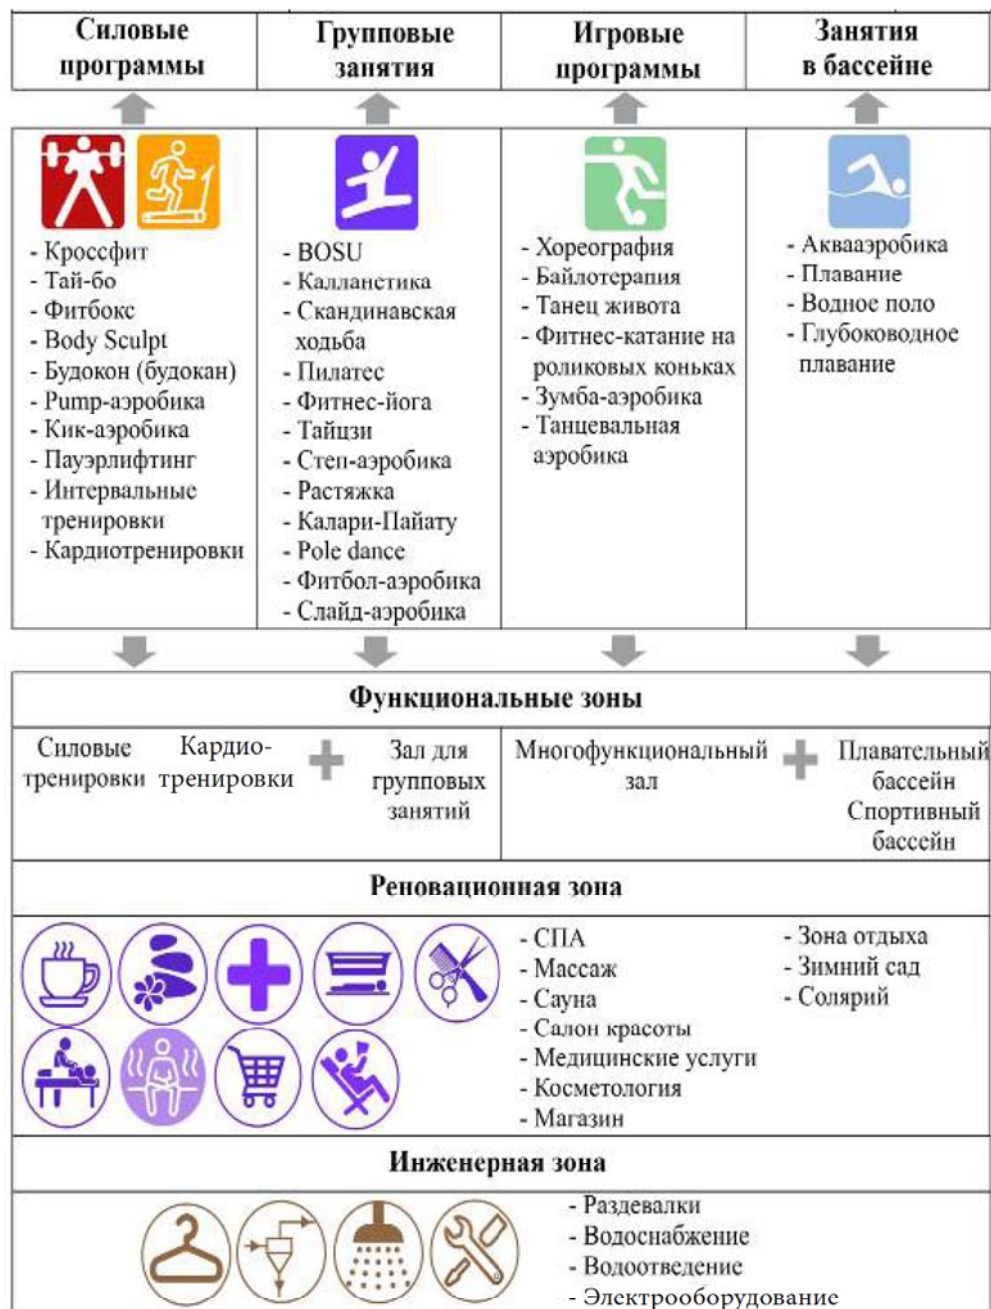 Силовые
программы
Групповые
занятия
Игровые
программы
Занятия
в бассейне
- Кроссфит
- Тай-бо
- Фитбокс
- Body Sculpt
- Будокон (будокан)
- Pump-аэробика
- Кик-аэробика
- Пауэрлифтинг
- Интервальные
тренировки
- Кардиотренировки
- BOSU
- Калланетика
- Скандинавская
ходьба
- Пилатес
- Фитнес-йога
- Тайцзи
- Степ-аэробика
- Растяжка
- Калари-Пайату
- Pole dance
- Фитбол-аэробика
- Слайд-аэробика
- Хореография
- Байлотерапия
- Танец живота
- Фитнес-катание на
роликовых коньках
- Зумба-аэробика
- Танцевальная
аэробика
- Аквааэробика
- Плавание
- Водное поло
- Глубоководное
плавание
Функциональные зоны
Силовые
тренировки
Кардио-
тренировки
Зал для
групповых
занятий
Многофункциональный
зал
Плавательный
бассейн
Спортивный
бассейн
Реновационная зона
- СПА
- Массаж
- Сауна
- Салон красоты
- Медицинские услуги
- Косметология
- Магазин
- Зона отдыха
- Зимний сад
- Солярий
Инженерная зона
- Раздевалки
- Водоснабжение
- Водоотведение
- Электрооборудование